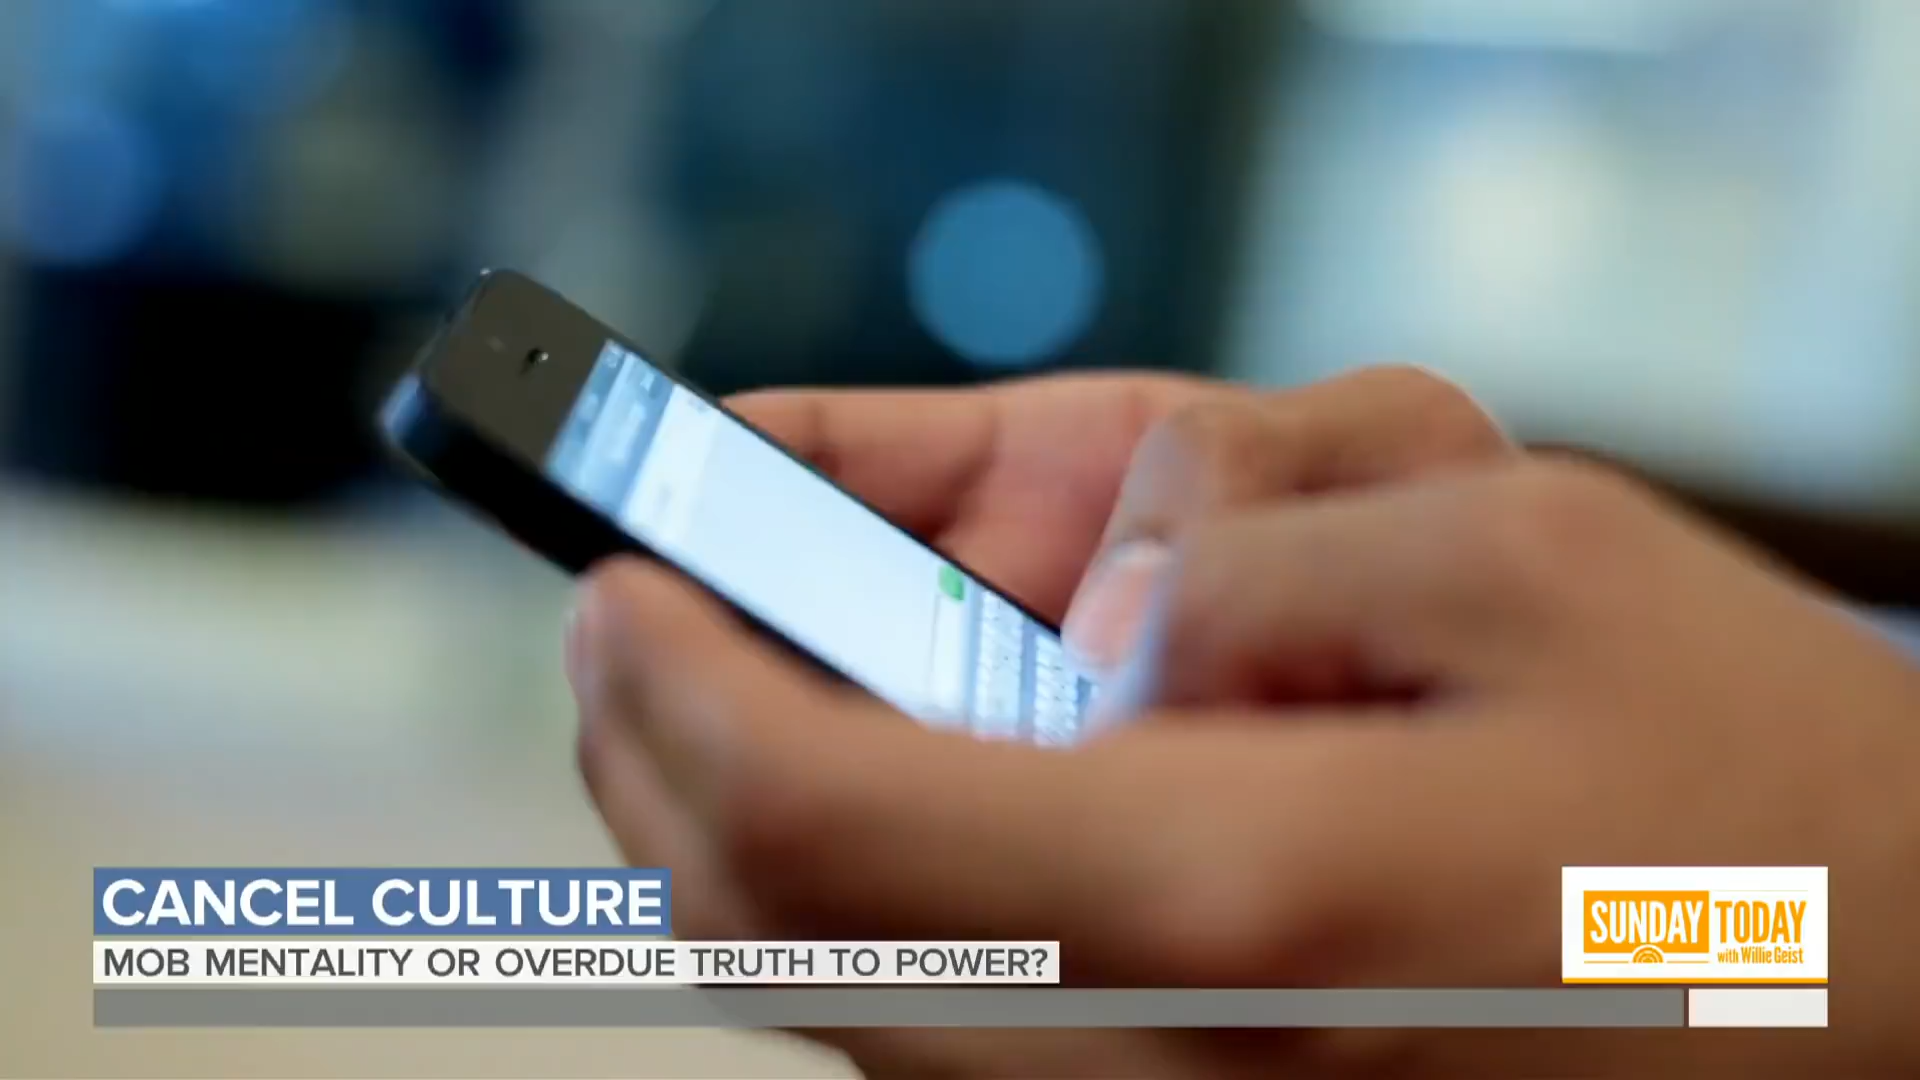 CANCEL CULTURE
MOB MENTALITY OR OVERDUE TRUTH TO POWER?
SUNDAY TODAY
with Willie Geist